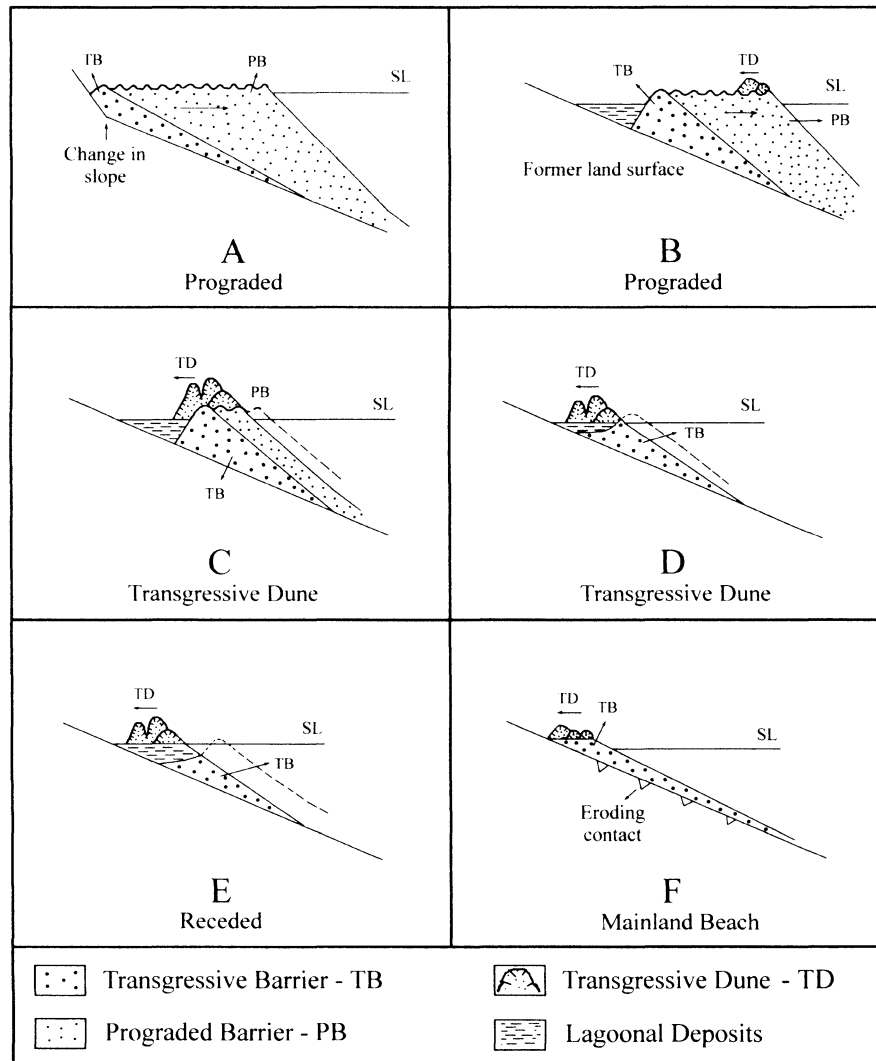 TB
PB
SL
Change in
slope
A
Prograded
TD
TB
SL
PB
Former land surface
B
Prograded
TD
PB
SL
TB
C
Transgressive Dune
TD
SL
TB
D
Transgressive Dune
TD
SL
TB
E
Receded
TD
TB
SL
Eroding
contact
F
Mainland Beach
Transgressive Barrier - TB
Transgressive Dune - TD
Prograded Barrier - PB
Lagoonal Deposits